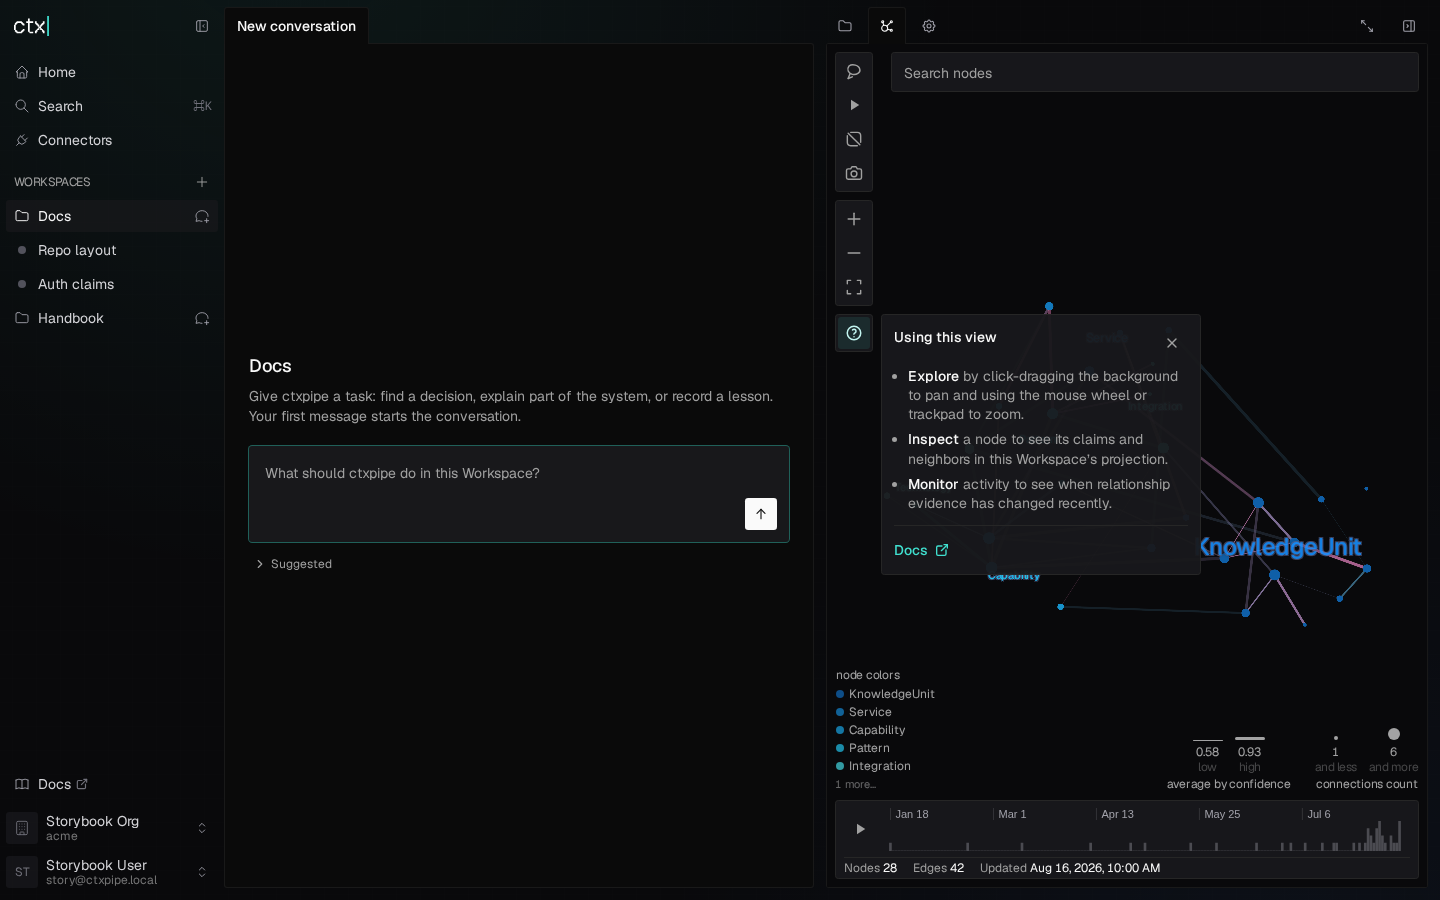 ctx
Home
Search ⌘K
Connectors
WORKSPACES
Docs
Repo layout
Auth claims
Handbook
Docs
Storybook Org
acme
ST
Storybook User
story@ctxpipe.local
New conversation
Docs
Give ctxpipe a task: find a decision, explain part of the system, or record a lesson.
Your first message starts the conversation.
What should ctxpipe do in this Workspace?
Suggested
Search nodes
Using this view
Explore by click-dragging the background
to pan and using the mouse wheel or
trackpad to zoom.
Inspect a node to see its claims and
neighbors in this Workspace's projection.
Monitor activity to see when relationship
evidence has changed recently.
Docs
Service
Integration
KnowledgeUnit
Capability
node colors
KnowledgeUnit
Service
Capability
Pattern
Integration
1 more...
0.58 0.93
low high
average by confidence
1 6
and less and more
connections count
Jan 18 Mar 1 Apr 13 May 25 Jul 6
Nodes 28 Edges 42 Updated Aug 16, 2026, 10:00 AM